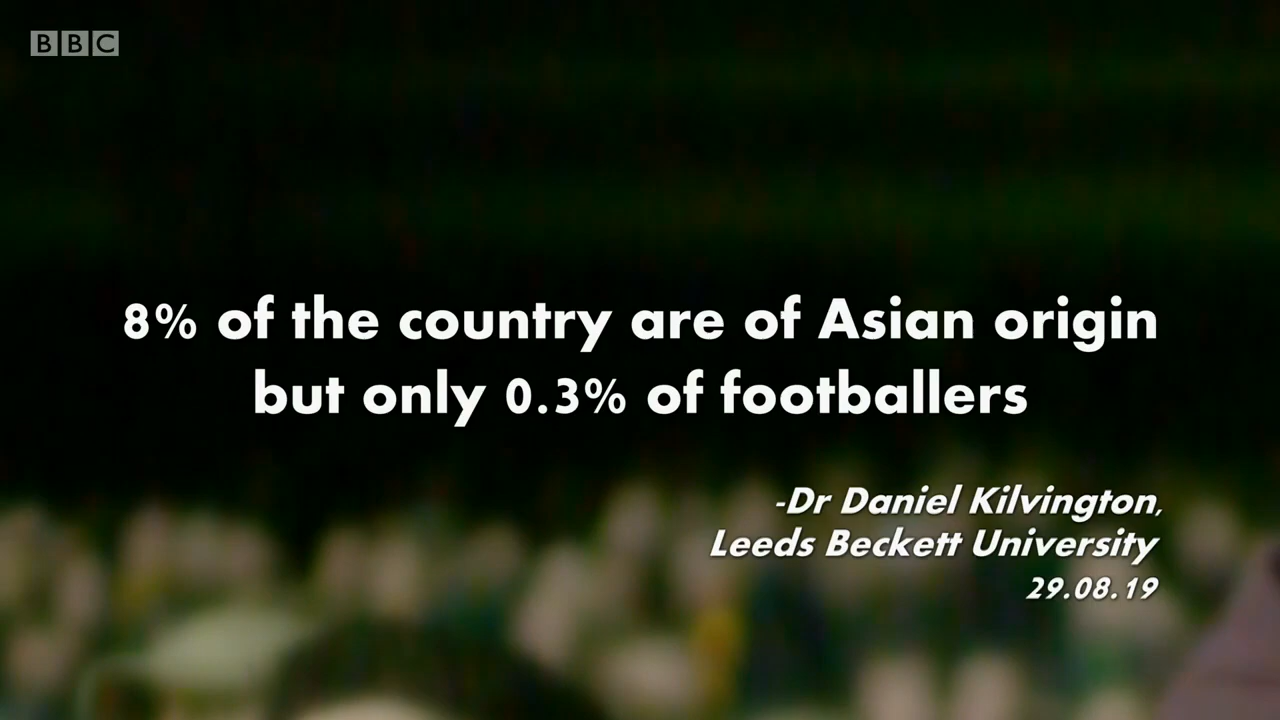 BBC
8% of the country are of Asian origin
but only 0.3% of footballers
-Dr Daniel Kilvington,
Leeds Beckett University
29.08.19